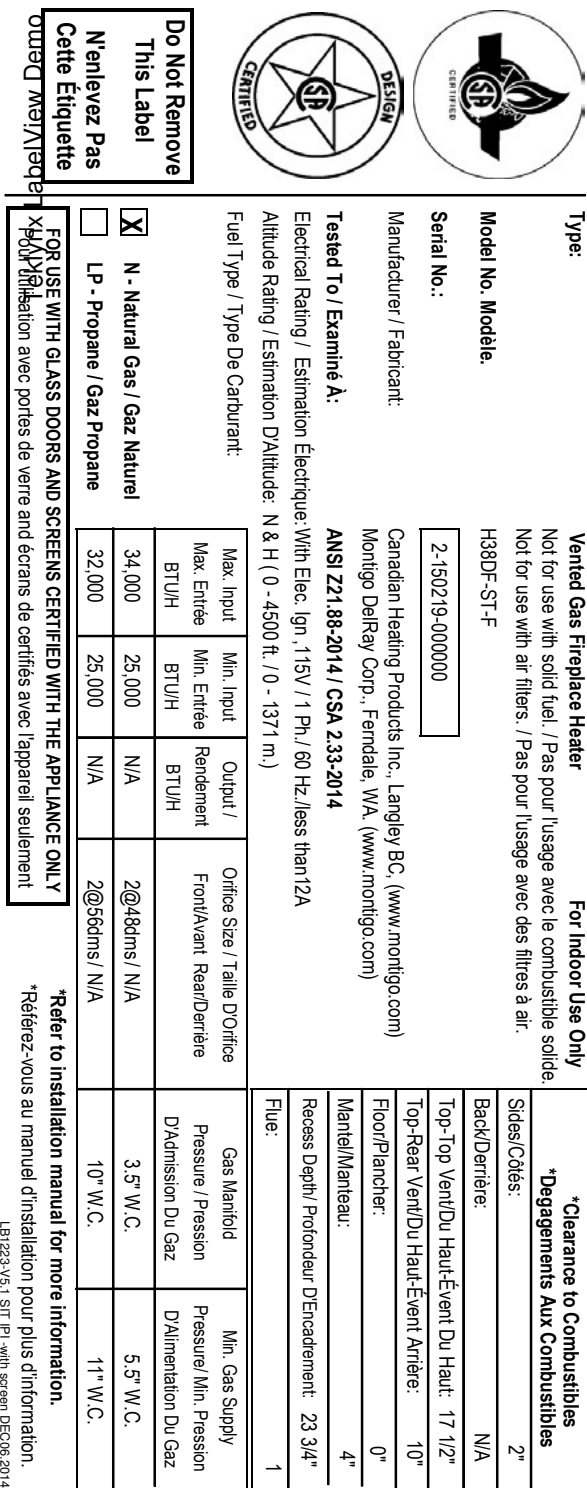 CERTIFIED
SA
DESIGN
SA
CERTIFIED
Do Not Remove
This Label
N'enlevez Pas
Cette Étiquette
Type:
Vented Gas Fireplace Heater
For Indoor Use Only
Not for use with solid fuel. / Pas pour l'usage avec le combustible solide.
Not for use with air filters. / Pas pour l'usage avec des filtres à air.
Model No. Modèle.
H38DF-ST-F
Serial No.:
2-150219-000000
Manufacturer / Fabricant:
Canadian Heating Products Inc., Langley BC, (www.montigo.com)
Montigo DelRay Corp., Ferndale, WA. (www.montigo.com)
Tested To / Examiné À:
ANSI Z21.88-2014 / CSA 2.33-2014
Electrical Rating / Estimation Électrique: With Elec. Ign ,115V / 1 Ph./ 60 Hz./less than12A
Altitude Rating / Estimation D'Altitude: N & H ( 0 - 4500 ft. / 0 - 1371 m.)
*Clearance to Combustibles
*Degagements Aux Combustibles
Sides/Côtés: 2"
Back/Derrière: N/A
Top-Top Vent/Du Haut-Évent Du Haut: 17 1/2"
Top-Rear Vent/Du Haut-Évent Arrière: 10"
Floor/Plancher: 0"
Mantel/Manteau: 4"
Recess Depth/ Profondeur D'Encadrement: 23 3/4"
Flue: 1
Fuel Type / Type De Carburant:
Max. Input
Max. Entrée
BTU/H
Min. Input
Min. Entrée
BTU/H
Output /
Rendement
BTU/H
Orifice Size / Taille D'Orifice
Front/Avant Rear/Derrière
Gas Manifold
Pressure / Pression
D'Admission Du Gaz
Min. Gas Supply
Pressure/ Min. Pression
D'Alimentation Du Gaz
X N - Natural Gas / Gaz Naturel 34,000 25,000 N/A 2@48dms/ N/A 3.5" W.C. 5.5" W.C.
LP - Propane / Gaz Propane 32,000 25,000 N/A 2@56dms/ N/A 10" W.C. 11" W.C.
FOR USE WITH GLASS DOORS AND SCREENS CERTIFIED WITH THE APPLIANCE ONLY
Pour utilisation avec portes de verre and écrans de certifiés avec l'appareil seulement
*Refer to installation manual for more information.
*Référez-vous au manuel d'installation pour plus d'information.
LB1223-V5.1 SIT IPI -with screen DEC06.2014